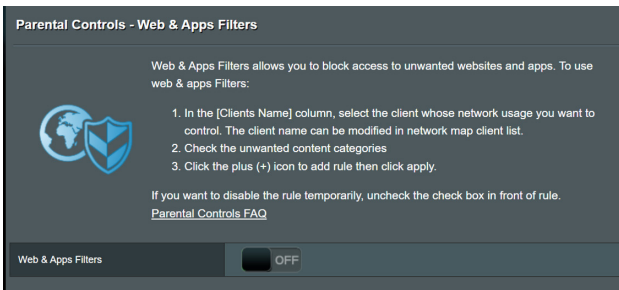 Parental Controls - Web & Apps Filters
Web & Apps Filters allows you to block access to unwanted websites and apps. To use
web & apps Filters:
1. In the [Clients Name] column, select the client whose network usage you want to
control. The client name can be modified in network map client list.
2. Check the unwanted content categories
3. Click the plus (+) icon to add rule then click apply.
If you want to disable the rule temporarily, uncheck the check box in front of rule.
Parental Controls FAQ
Web & Apps Filters
OFF